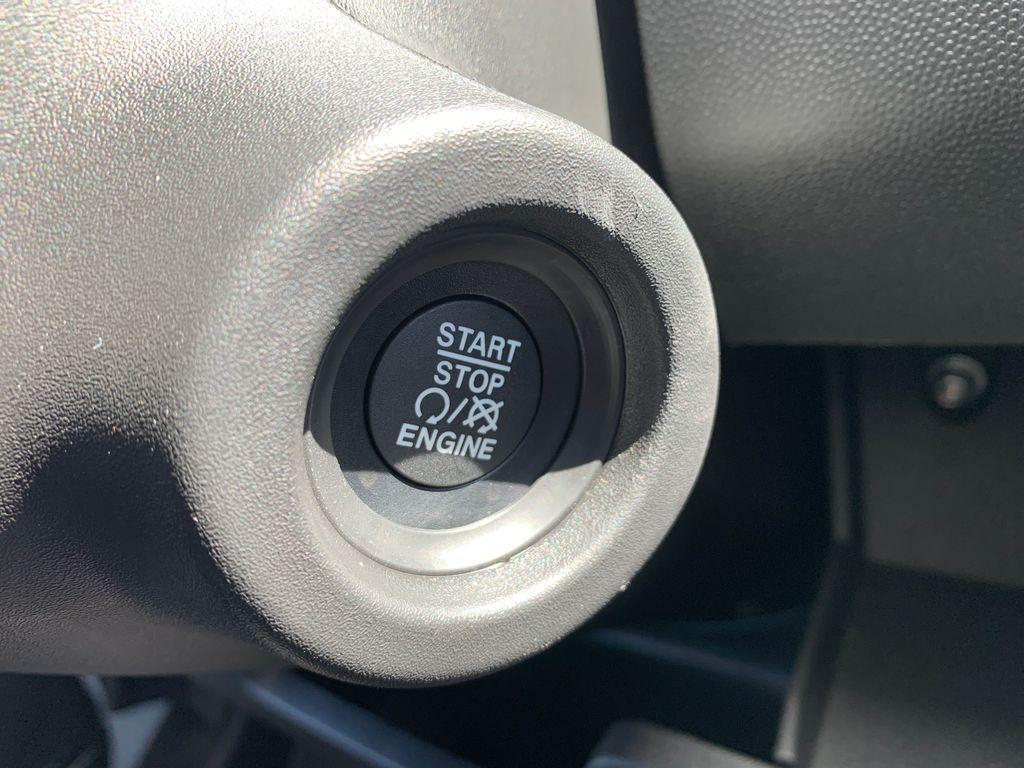 START
STOP
/
ENGINE